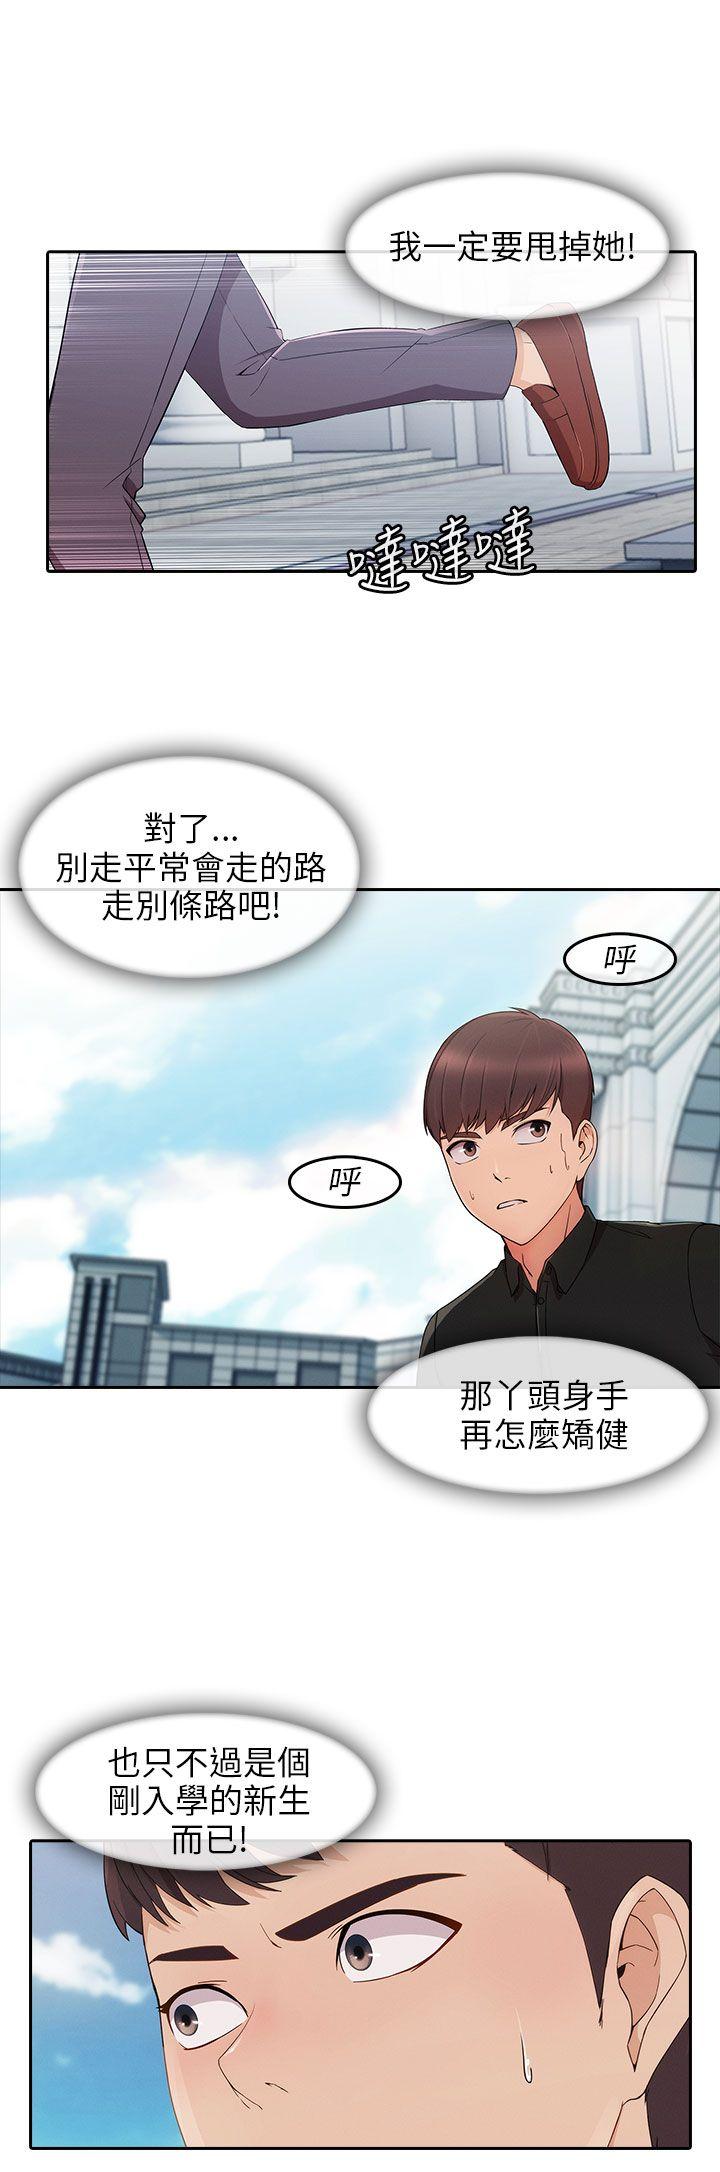 我一定要甩掉她!
噠噠噠
對了...
別走平常會走的路
走別條路吧!
呼
呼
那丫頭身手
再怎麼矯健
也只不過是個
剛入學的新生
而已!